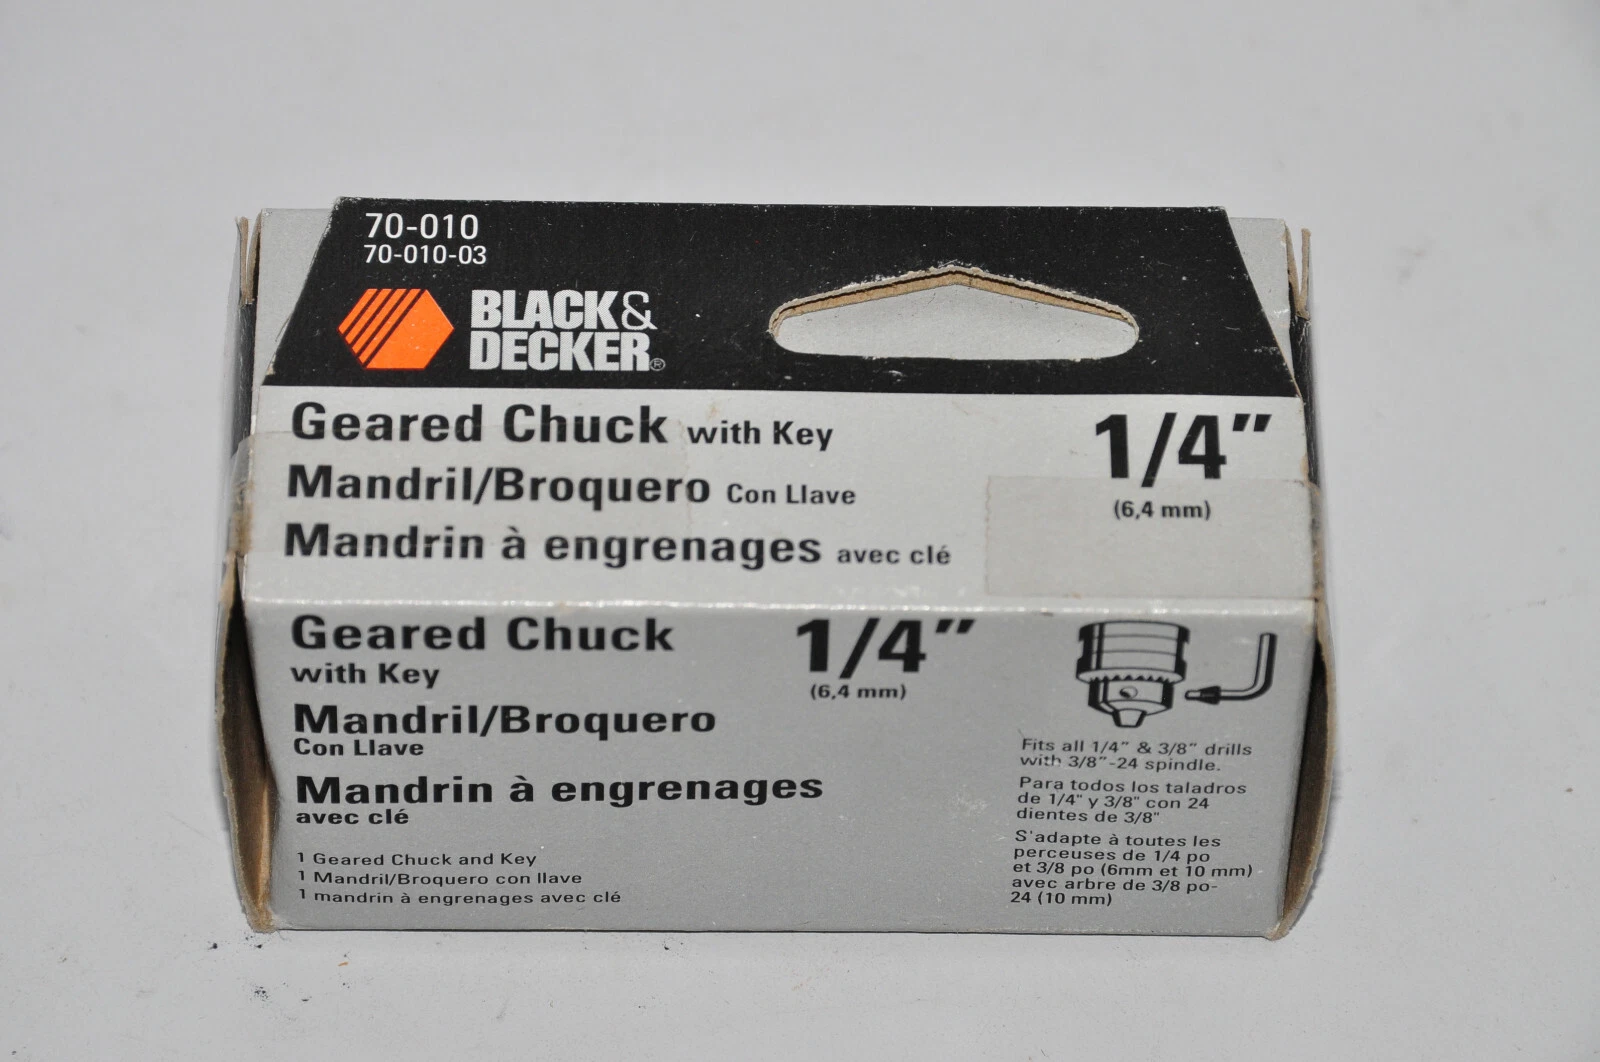 70-010
70-010-03
BLACK&
DECKER®
Geared Chuck with Key
1/4"
Mandril/Broquero Con Llave
(6,4 mm)
Mandrin à engrenages avec clé
Geared Chuck
with Key
1/4"
(6,4 mm)
Mandril/Broquero
Con Llave
Mandrin à engrenages
avec clé
1 Geared Chuck and Key
1 Mandril/Broquero con llave
1 mandrin à engrenages avec clé
Fits all 1/4" & 3/8" drills
with 3/8"-24 spindle.
Para todos los taladros
de 1/4" y 3/8" con 24
dientes de 3/8"
S'adapte à toutes les
perceuses de 1/4 po
et 3/8 po (6mm et 10 mm)
avec arbre de 3/8 po-
24 (10 mm)